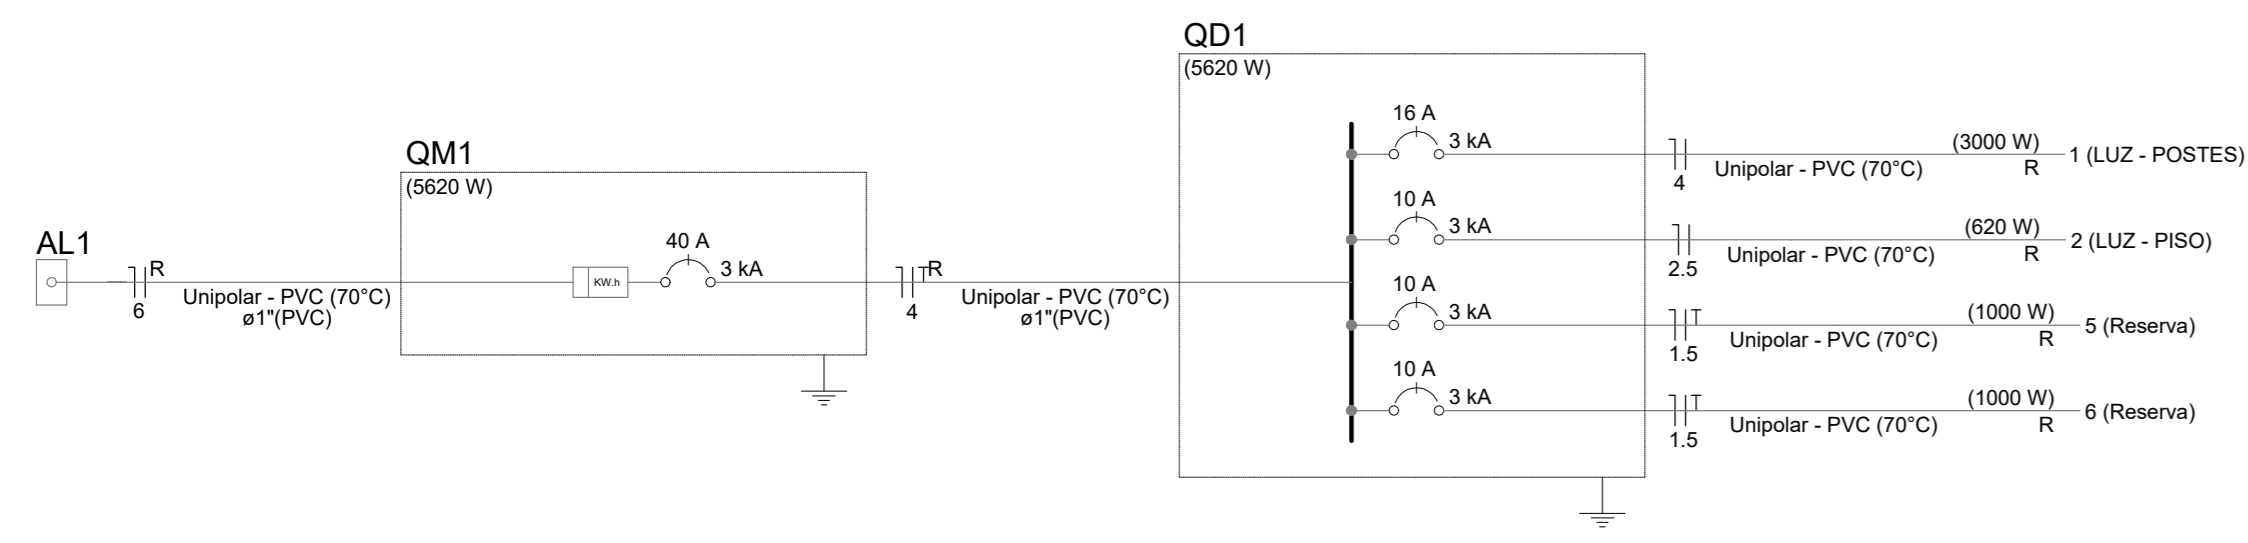 AL1
R
6
Unipolar - PVC (70°C)
ø1"(PVC)
QM1
(5620 W)
KW.h
40 A
3 kA
T
R
4
Unipolar - PVC (70°C)
ø1"(PVC)
QD1
(5620 W)
16 A
3 kA
4
Unipolar - PVC (70°C)
(3000 W)
R
1 (LUZ - POSTES)
10 A
3 kA
2.5
Unipolar - PVC (70°C)
(620 W)
R
2 (LUZ - PISO)
10 A
3 kA
T
1.5
Unipolar - PVC (70°C)
(1000 W)
R
5 (Reserva)
10 A
3 kA
T
1.5
Unipolar - PVC (70°C)
(1000 W)
R
6 (Reserva)